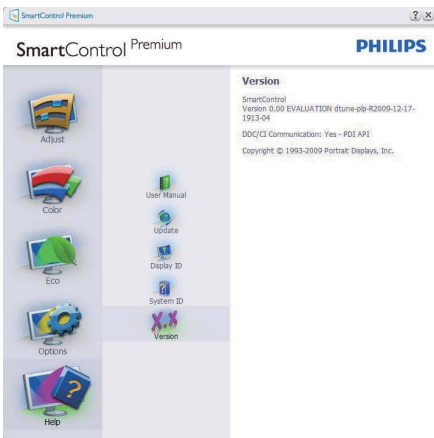 SmartControl Premium
? x
SmartControl Premium
PHILIPS
Adjust
Color
Eco
Options
Help
User Manual
Update
Display ID
System ID
X.X
Version
Version
SmartControl
Version 0.00 EVALUATION dtune-plp-R2009-12-17-
1913-04
DDC/CI Communication: Yes - PDI API
Copyright © 1993-2009 Portrait Displays, Inc.